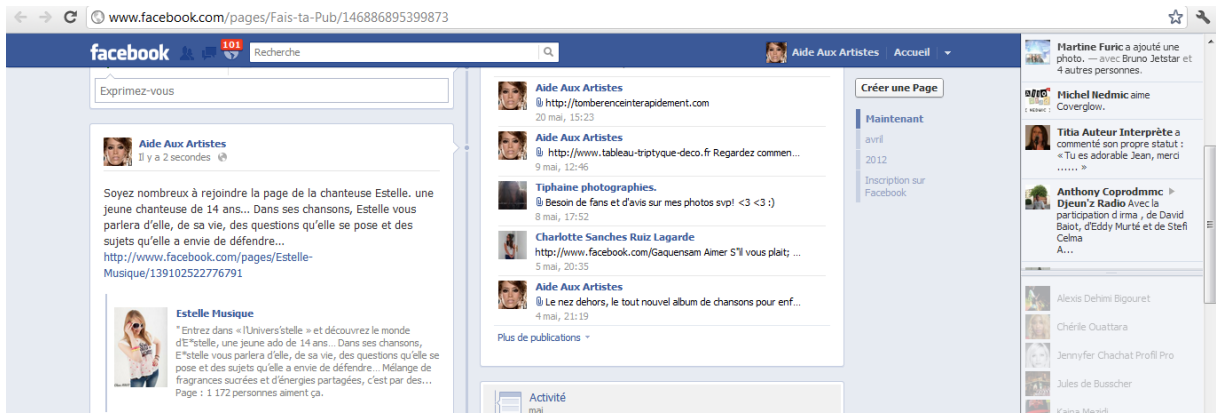 www.facebook.com/pages/Fais-ta-Pub/146886895399873
facebook
101
Recherche
Aide Aux Artistes
Accueil
Exprimez-vous
Aide Aux Artistes
Il y a 2 secondes
Soyez nombreux à rejoindre la page de la chanteuse Estelle. une
jeune chanteuse de 14 ans... Dans ses chansons, Estelle vous
parlera d'elle, de sa vie, des questions qu'elle se pose et des
sujets qu'elle a envie de défendre...
http://www.facebook.com/pages/Estelle-
Musique/139102522776791
Estelle Musique
"Entrez dans « l'Univers'stelle » et découvrez le monde
d'E*stelle, une jeune ado de 14 ans... Dans ses chansons,
E*stelle vous parlera d'elle, de sa vie, des questions qu'elle se
pose et des sujets qu'elle a envie de défendre... Mélange de
fragrances sucrées et d'énergies partagées, c'est par des...
Page : 1 172 personnes aiment ça.
Aide Aux Artistes
http://tomberenceinterapidement.com
20 mai, 15:23
Aide Aux Artistes
http://www.tableau-triptyque-deco.fr Regardez commen...
9 mai, 12:46
Tiphaine photographies.
Besoin de fans et d'avis sur mes photos svp! <3 <3 :)
8 mai, 17:52
Charlotte Sanches Ruiz Lagarde
http://www.facebook.com/Gaquensam Aimer S"il vous plait; ...
5 mai, 20:35
Aide Aux Artistes
Le nez dehors, le tout nouvel album de chansons pour enf...
4 mai, 21:19
Plus de publications
Activité
mai
Créer une Page
Maintenant
avril
2012
Inscription sur
Facebook
Martine Furic a ajouté une
photo. — avec Bruno Jetstar et
4 autres personnes.
Michel Nedmic aime
Coverglow.
Titia Auteur Interprète a
commenté son propre statut :
« Tu es adorable Jean, merci
...... »
Anthony Coprodmmc
Djeun'z Radio Avec la
participation d irma , de David
Baiot, d'Eddy Murté et de Stefi
Celma
A...
Alexis Dehimi Bigouret
Chérile Ouattara
Jennyfer Chachat Profil Pro
Jules de Busscher
Kaina Mezidi